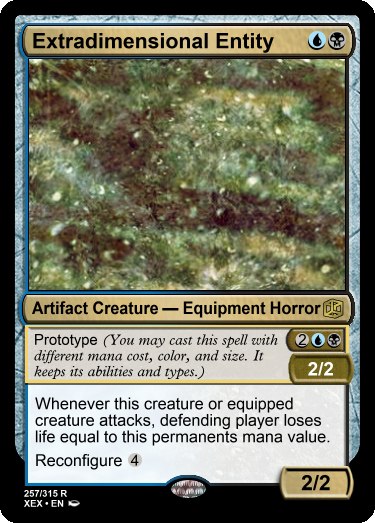 Extradimensional Entity
Artifact Creature — Equipment Horror
Prototype (You may cast this spell with 2
different mana cost, color, and size. It
keeps its abilities and types.)
2/2
Whenever this creature or equipped
creature attacks, defending player loses
life equal to this permanents mana value.
Reconfigure 4
2/2
257/315 R
XEX • EN